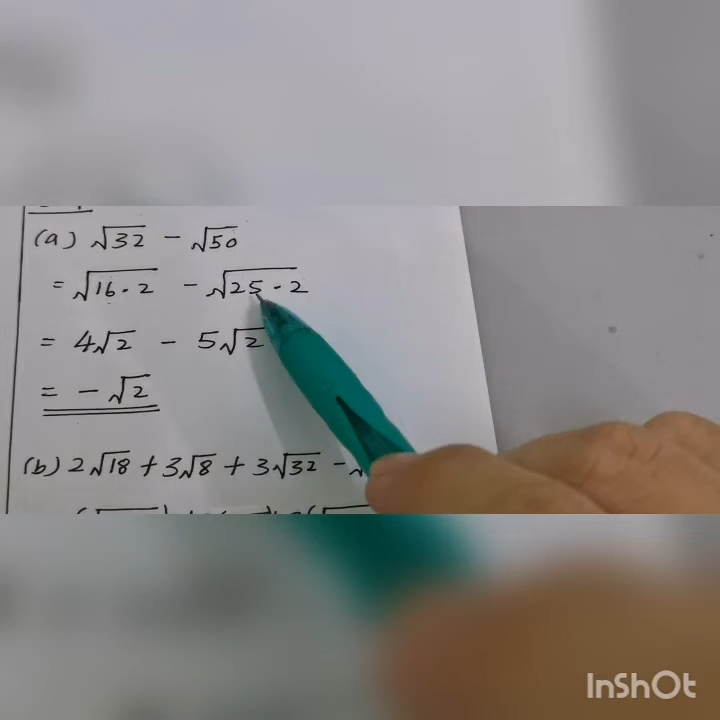 (a) √32 - √50
= √16·2 - √25·2
= 4√2 - 5√2
= -√2
(b) 2√18 + 3√8 + 3√32 - √
InShOt